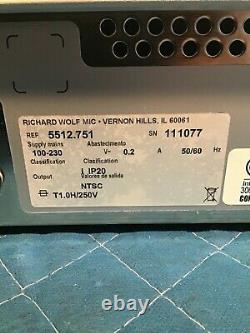 RICHARD WOLF MIC • VERNON HILLS, IL 60061
REF 5512.751 SN 111077
Supply mains Abastecimento
100-230 V~ 0.2 A 50/60 Hz
Classification Clasificación
I IP20
Output Valores de salida
NTSC
T1.0H/250V